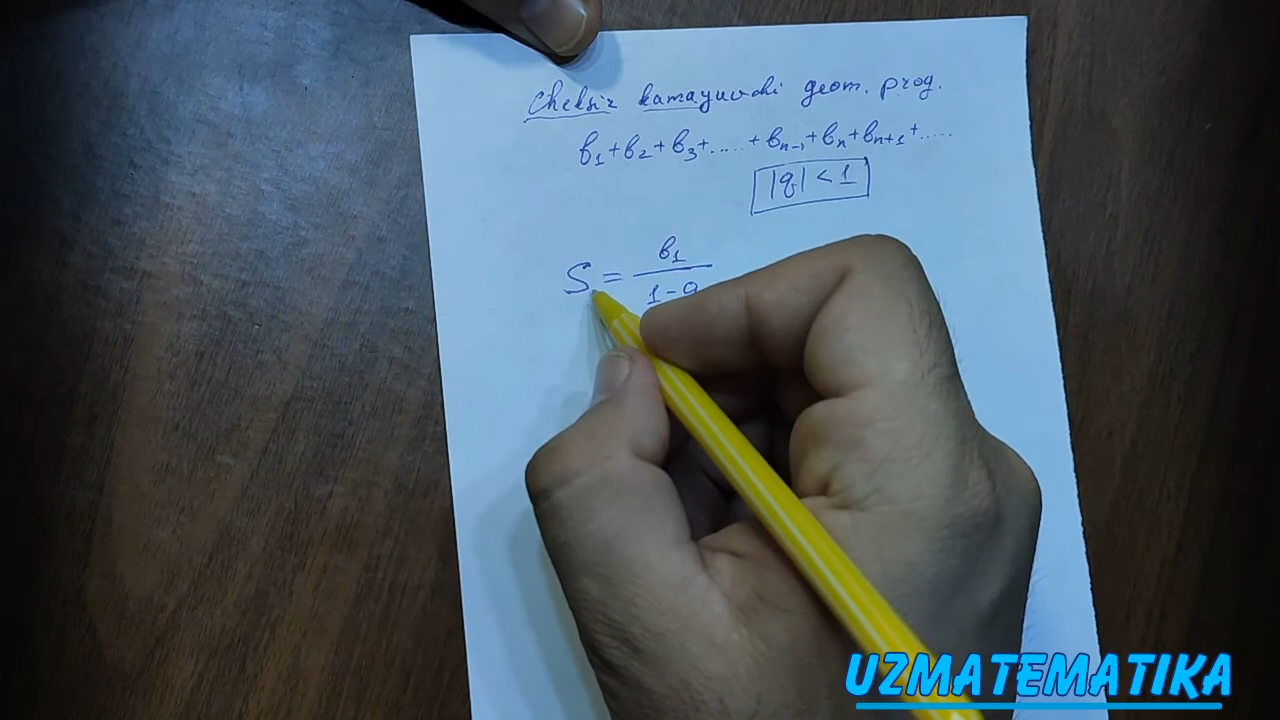 Cheksiz kamayuvchi geom. prog.
b₁+b₂+b₃+.....+bₙ₋₁+bₙ+bₙ₊₁+.....
|q| < 1
S = b₁/(1-q
UZMATEMATIKA